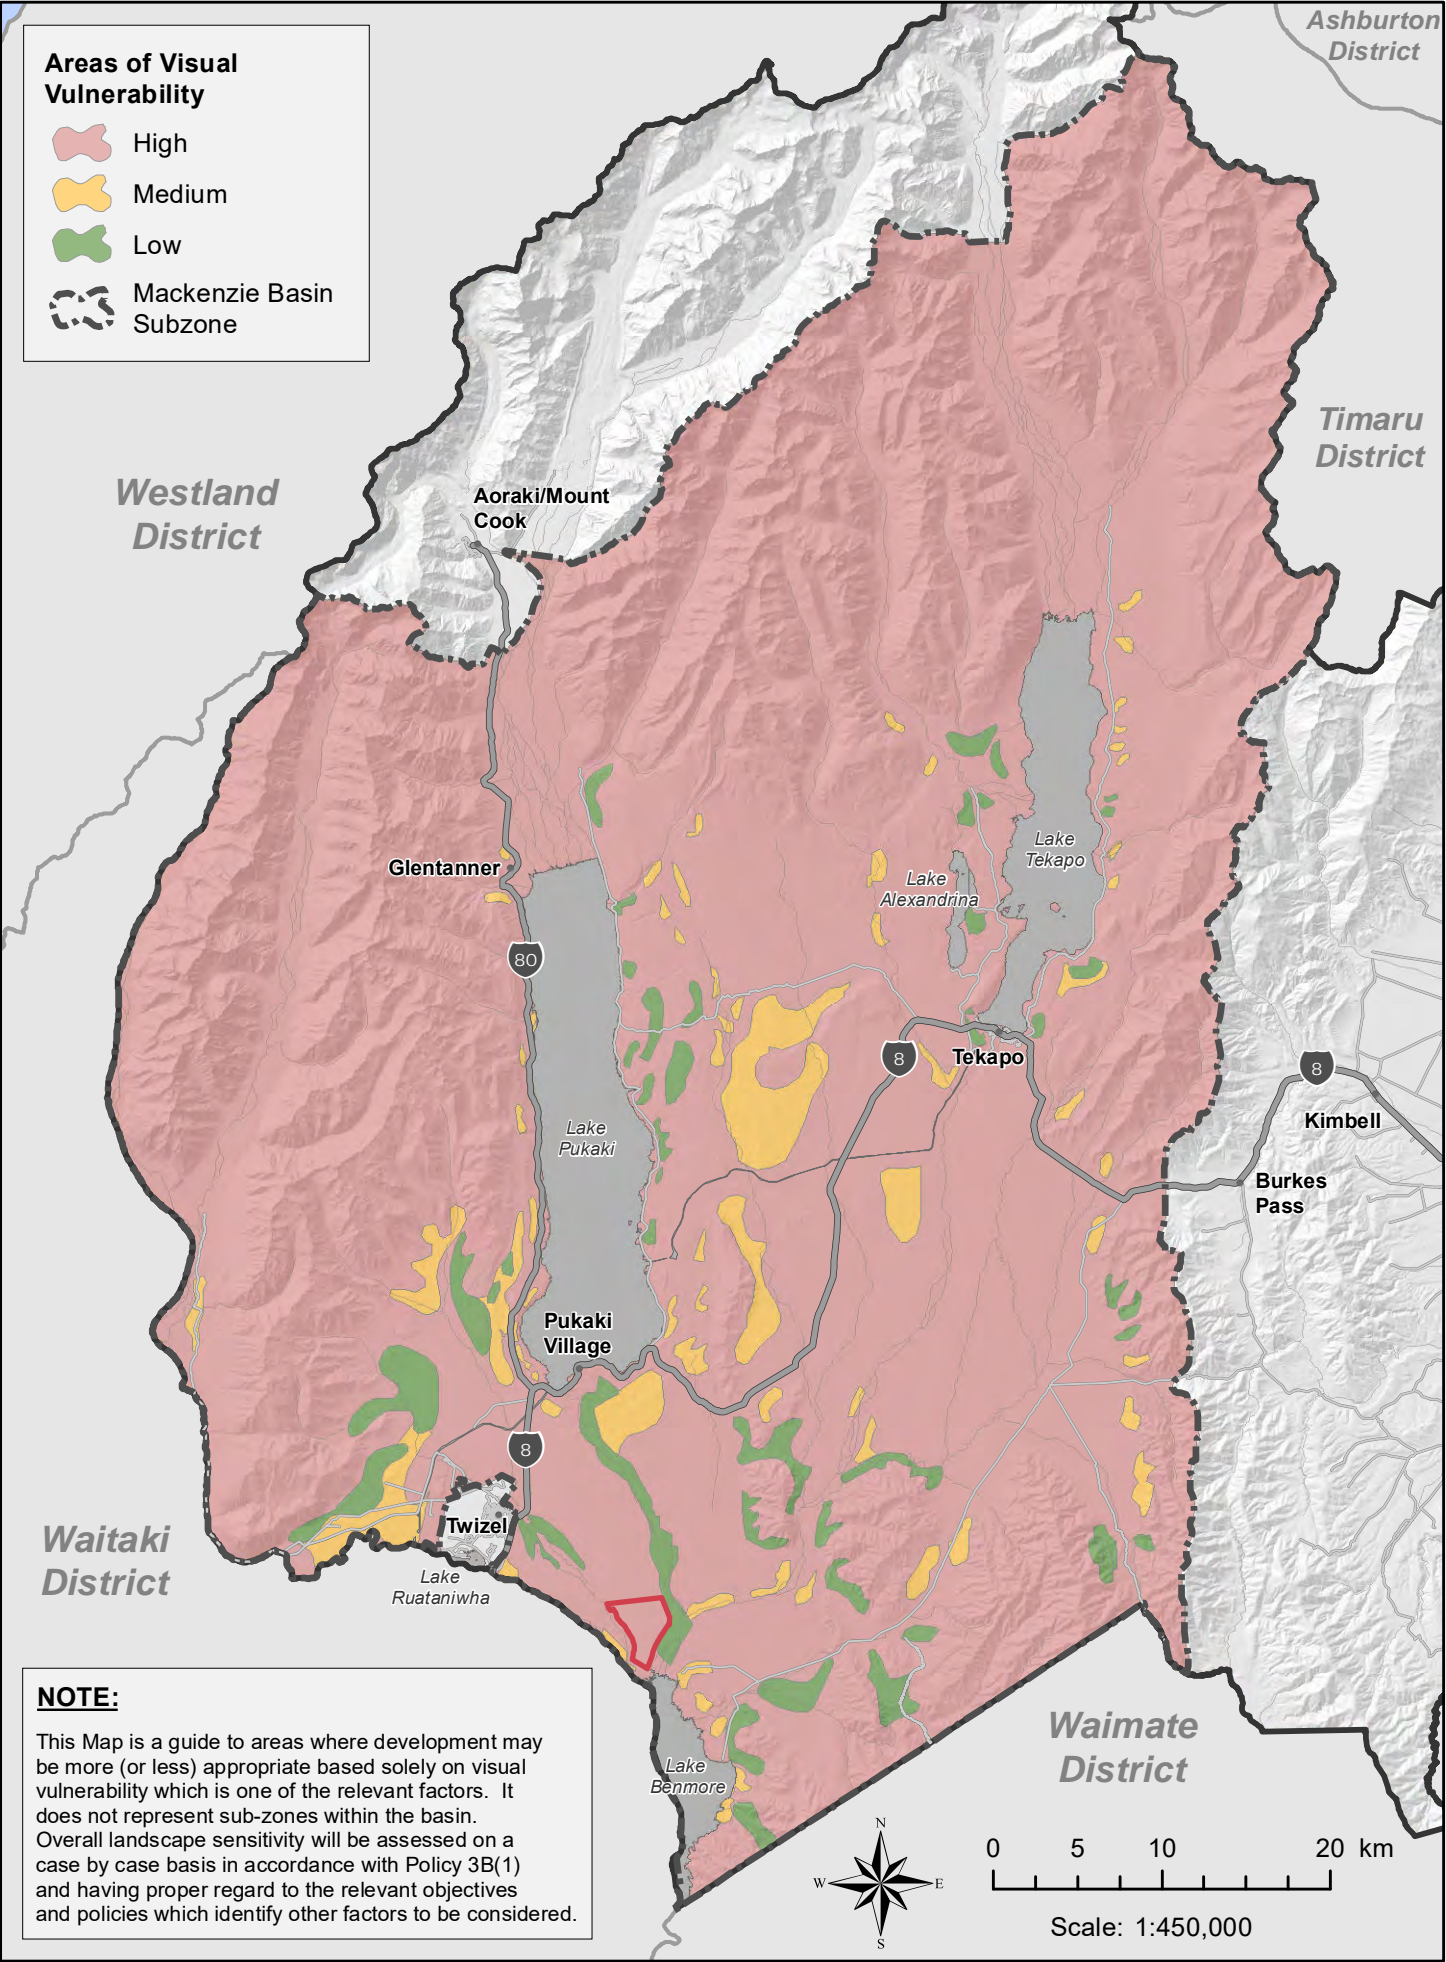 Areas of Visual
Vulnerability
High
Medium
Low
Mackenzie Basin
Subzone
Ashburton
District
Timaru
District
Westland
District
Aoraki/Mount
Cook
Glentanner
Lake
Tekapo
Lake
Alexandrina
80
8
Tekapo
8
Kimbell
Lake
Pukaki
Burkes
Pass
Pukaki
Village
8
Twizel
Waitaki
District
Lake
Ruataniwha
NOTE:
This Map is a guide to areas where development may
be more (or less) appropriate based solely on visual
vulnerability which is one of the relevant factors. It
does not represent sub-zones within the basin.
Overall landscape sensitivity will be assessed on a
case by case basis in accordance with Policy 3B(1)
and having proper regard to the relevant objectives
and policies which identify other factors to be considered.
Lake
Benmore
Waimate
District
N
W E
S
0 5 10 20 km
Scale: 1:450,000